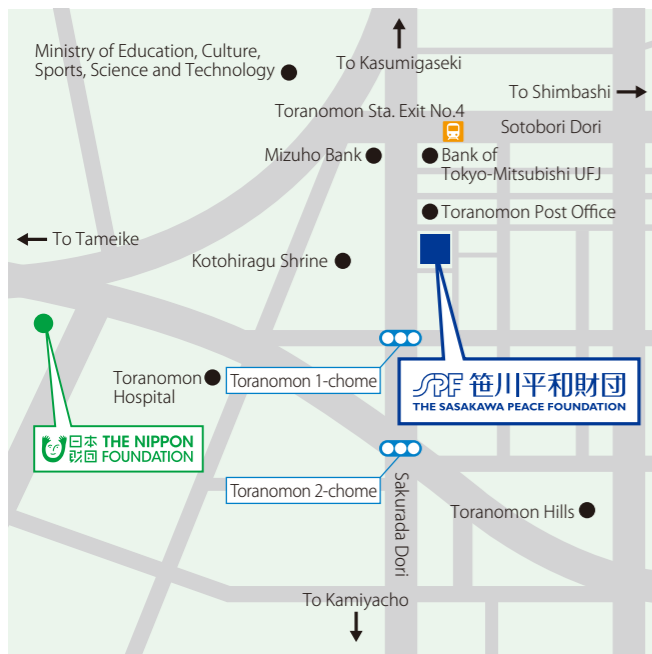 Ministry of Education, Culture,
Sports, Science and Technology
To Kasumigaseki
To Shimbashi
Toranomon Sta. Exit No.4
Sotobori Dori
Mizuho Bank
Bank of
Tokyo-Mitsubishi UFJ
Toranomon Post Office
To Tameike
Kotohiragu Shrine
Toranomon
Hospital
Toranomon 1-chome
SPF 笹川平和財団
THE SASAKAWA PEACE FOUNDATION
日本 THE NIPPON
財団 FOUNDATION
Toranomon 2-chome
Sakurada Dori
Toranomon Hills
To Kamiyacho